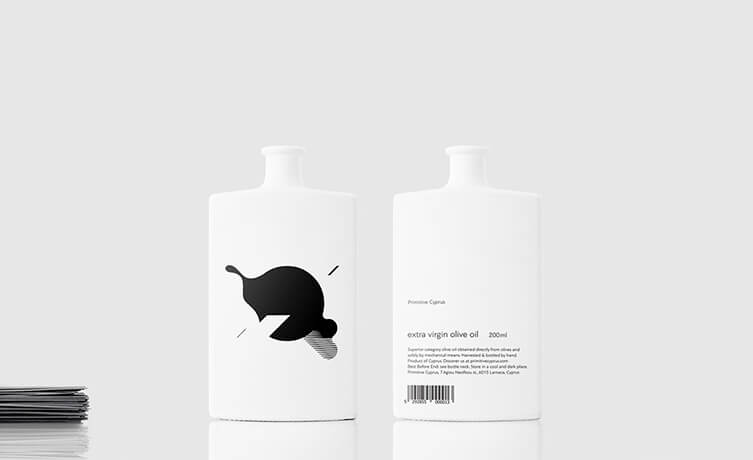 Primitive Cyprus
extra virgin olive oil 200ml
Superior category olive oil obtained directly from olives and
solely by mechanical means. Harvested & bottled by hand.
Product of Cyprus. Discover us at primitivecyprus.com
Best Before End: see bottle neck. Store in a cool and dark place.
Primitive Cyprus, 7 Agiou Neofitou st., 6015 Larnaca, Cyprus